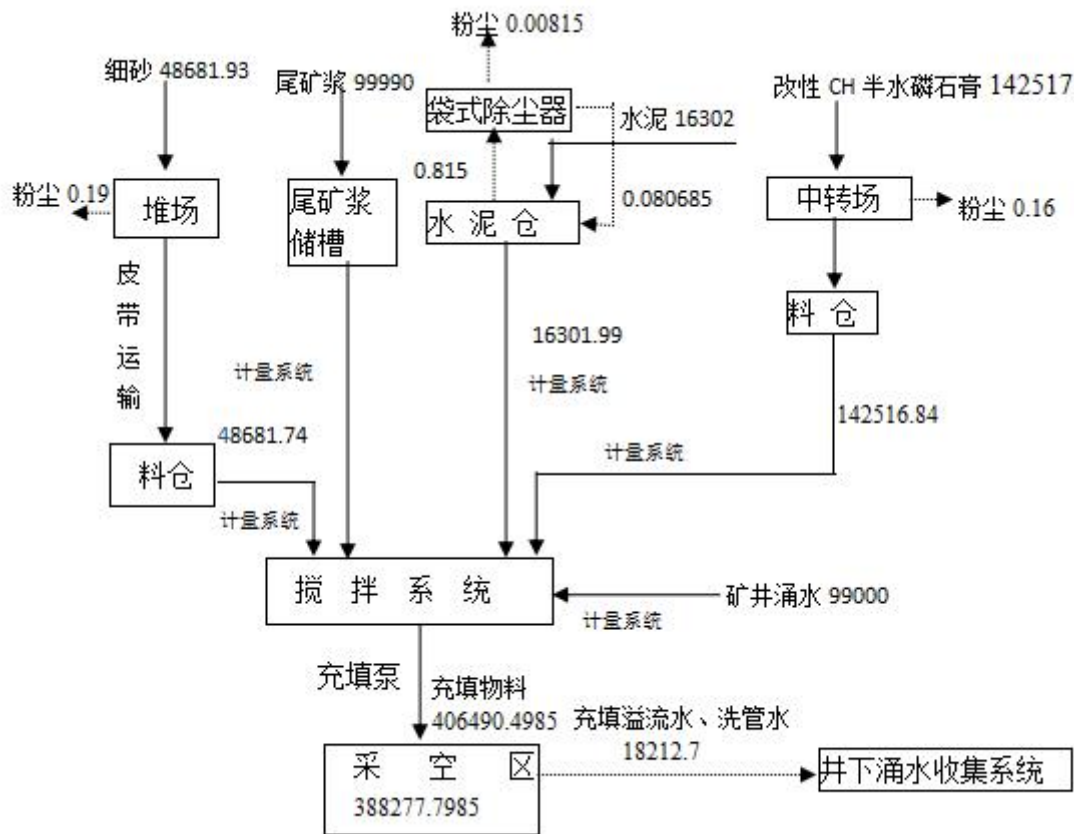 粉尘 0.00815
细砂 48681.93
尾矿浆 99990
改性 CH 半水磷石膏 142517
袋式除尘器
水泥 16302
0.815
粉尘 0.19
堆场
尾矿浆
储槽
水 泥 仓
0.080685
中转场
粉尘 0.16
皮
带
运
输
料 仓
16301.99
计量系统
计量系统
142516.84
48681.74
计量系统
料仓
计量系统
搅 拌 系 统
矿井涌水 99000
计量系统
充填泵
充填物料
406490.4985
充填溢流水、洗管水
18212.7
采 空 区
388277.7985
井下涌水收集系统